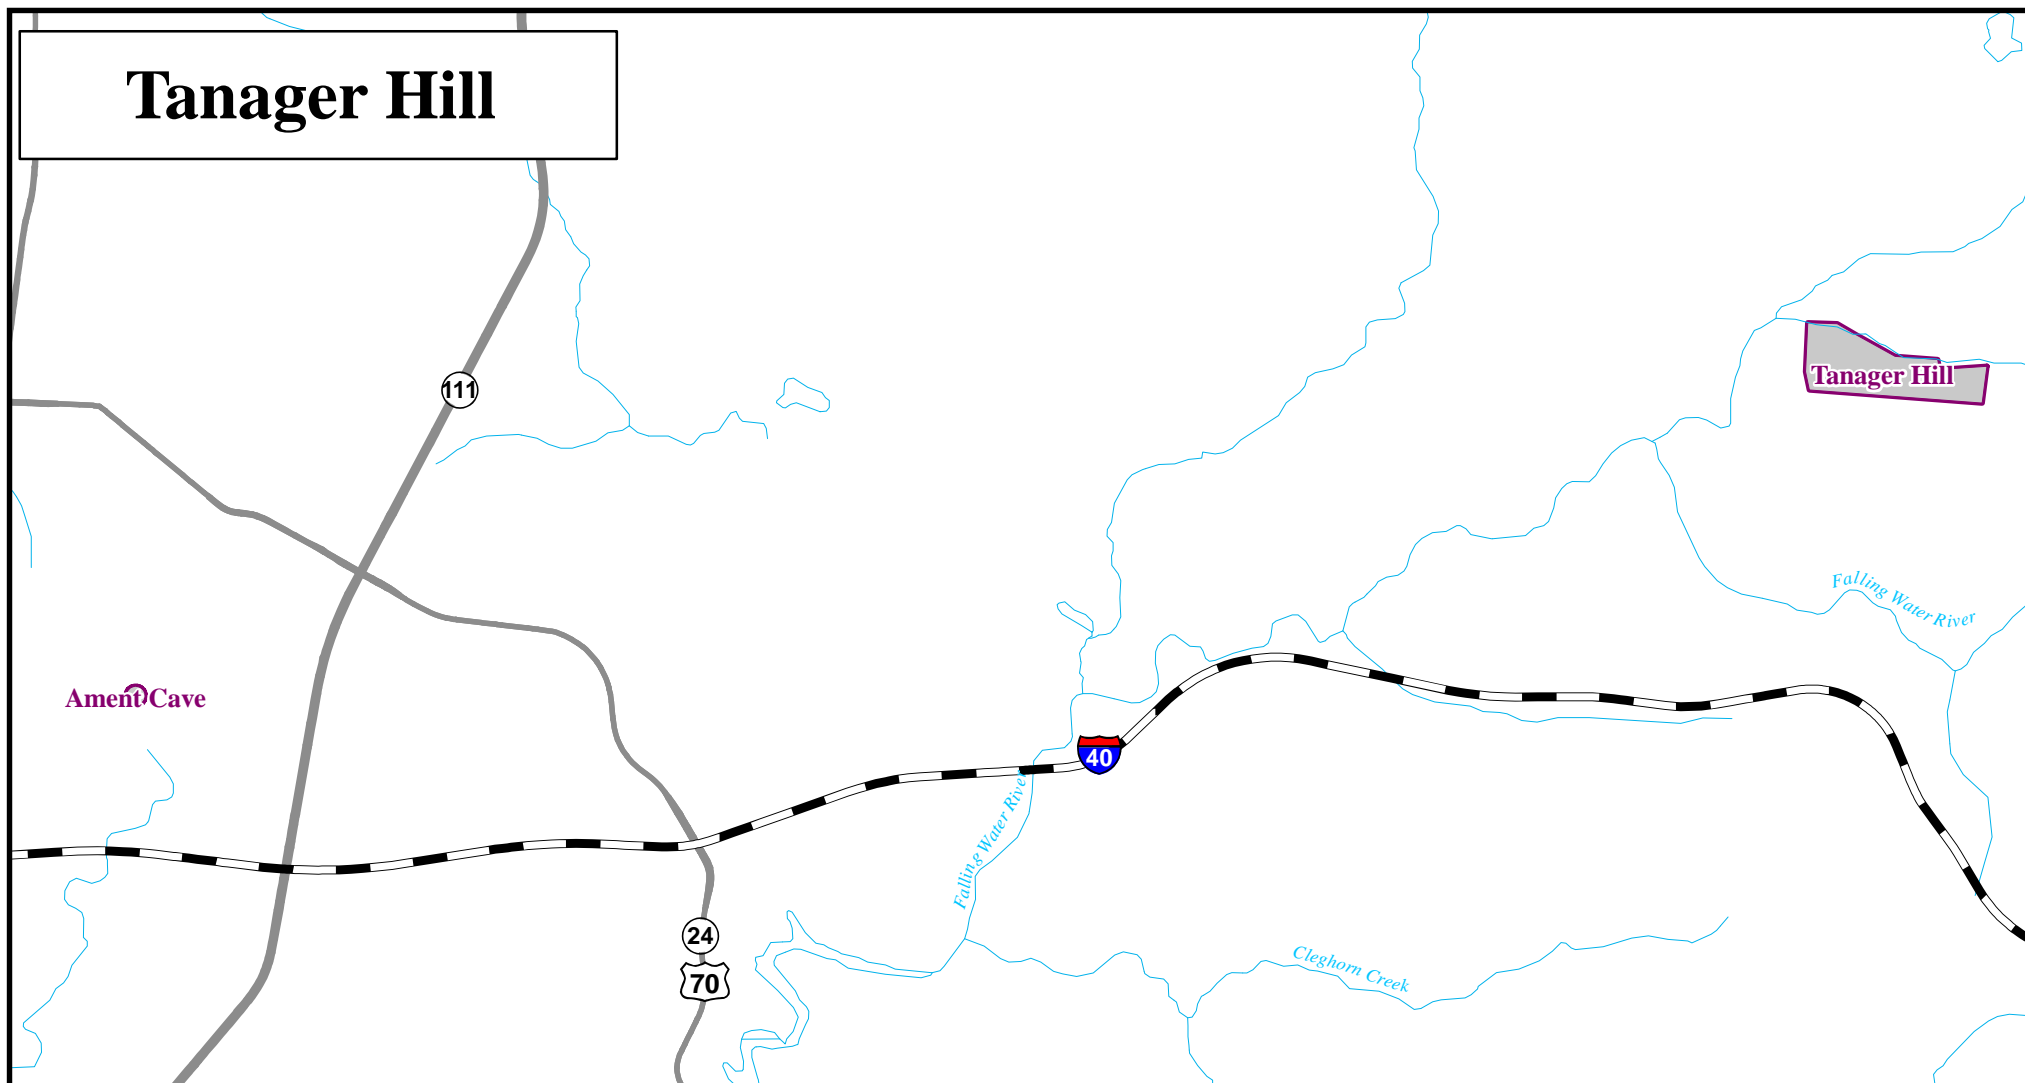 Tanager Hill
111
Tanager Hill
Falling Water River
Ament Cave
40
Falling Water River
24
70
Cleghorn Creek